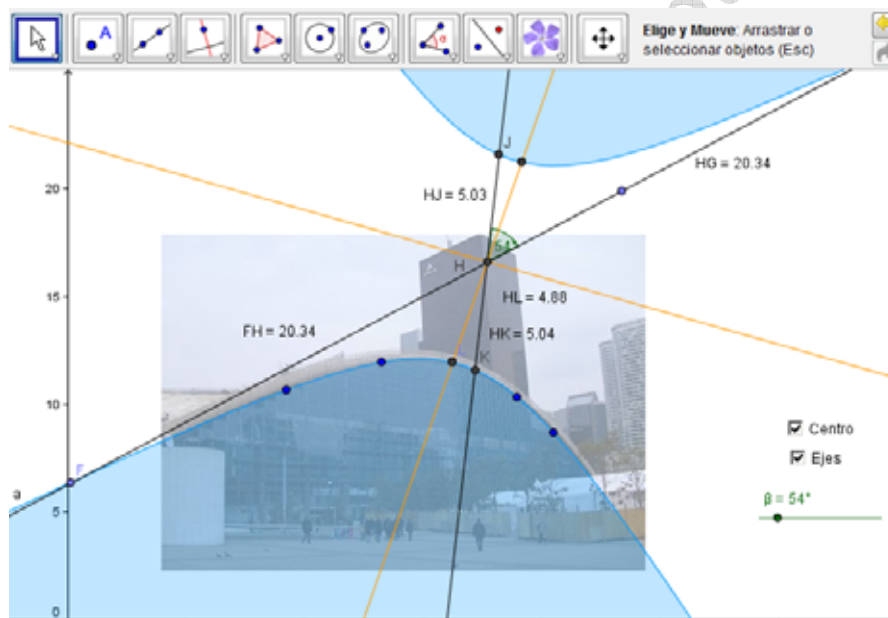 A
α
Elige y Mueve: Arrastrar o
seleccionar objetos (Esc)
J
20
HG = 20.34
HJ = 5.03
54°
H
15
HL = 4.88
FH = 20.34
HK = 5.04
K
10
Centro
F
Ejes
a
β = 54°
5
0